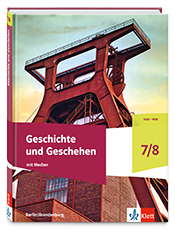 Geschichte
und Geschehen
mit Medien
7/8
Berlin/Brandenburg
Klett